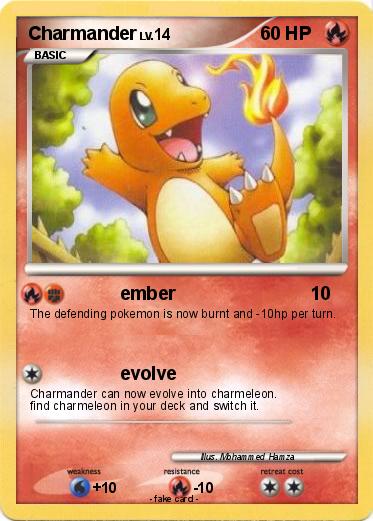 Charmander LV.14 60 HP
BASIC
ember 10
The defending pokemon is now burnt and -10hp per turn.
evolve
Charmander can now evolve into charmeleon.
find charmeleon in your deck and switch it.
Illus. Mohammed Hamza
weakness resistance retreat cost
+10 -10
- fake card -